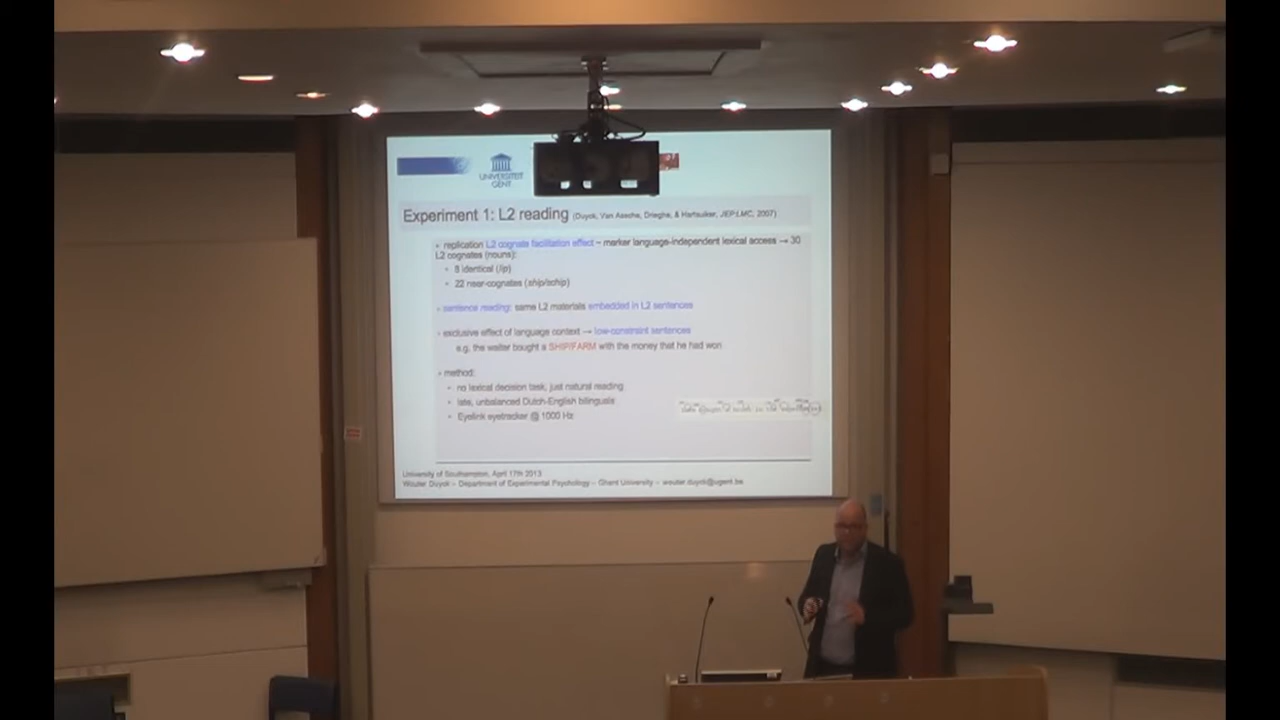 UNIVERSITEIT
GENT
Experiment 1: L2 reading (Duyck, Van Assche, Drieghe, & Hartsuiker, JEP:LMC, 2007)
• replication L2 cognate facilitation effect – marker language-independent lexical access → 30
L2 cognates (nouns):
• 8 identical (lip)
• 22 near-cognates (ship/schip)
• sentence reading: same L2 materials embedded in L2 sentences
• exclusive effect of language context → low-constraint sentences
e.g. the waiter bought a SHIP/FARM with the money that he had won
• method:
• no lexical decision task, just natural reading
• late, unbalanced Dutch-English bilinguals
• Eyelink eyetracker @ 1000 Hz
University of Southampton, April 17th 2013
Wouter Duyck – Department of Experimental Psychology – Ghent University – wouter.duyck@ugent.be